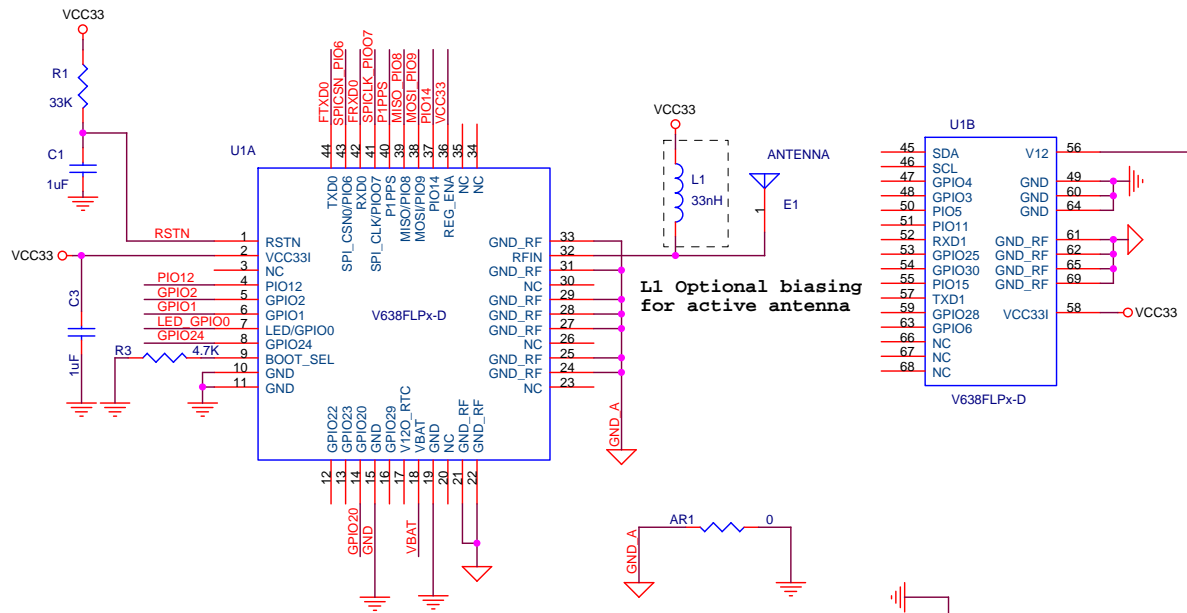 VCC33
R1
33K
C1
1uF
RSTN
VCC33
C3
1uF
PIO12
GPIO2
GPIO1
LED_GPIO0
GPIO24
R3
4.7K
U1A
FTXD0
SPICSN_PIO6
FRXD0
SPICLK_PIOO7
P1PPS
MISO_PIO8
MOSI_PIO9
PIO14
VCC33
44
43
42
41
40
39
38
37
36
35
34
TXD0
SPI_CSN0/PIO6
RXD0
SPI_CLK/PIOO7
P1PPS
MISO/PIO8
MOSI/PIO9
PIO14
REG_ENA
NC
NC
1 RSTN
2 VCC33I
3 NC
4 PIO12
5 GPIO2
6 GPIO1
7 LED/GPIO0
8 GPIO24
9 BOOT_SEL
10 GND
11 GND
V638FLPx-D
GND_RF 33
RFIN 32
GND_RF 31
NC 30
GND_RF 29
GND_RF 28
GND_RF 27
NC 26
GND_RF 25
GND_RF 24
NC 23
GPIO22
GPIO23
GPIO20
GND
GPIO29
V12O_RTC
VBAT
GND
NC
GND_RF
GND_RF
12
13
14
15
16
17
18
19
20
21
22
GPIO20
GND
VBAT
GND_A
VCC33
L1
33nH
ANTENNA
1
E1
L1 Optional biasing
for active antenna
GND_A
AR1
0
U1B
45 SDA
46 SCL
47 GPIO4
48 GPIO3
50 PIO5
51 PIO11
52 RXD1
53 GPIO25
54 GPIO30
55 PIO15
57 TXD1
59 GPIO28
63 GPIO6
66 NC
67 NC
68 NC
V12 56
GND 49
GND 60
GND 64
GND_RF 61
GND_RF 62
GND_RF 65
GND_RF 69
VCC33I 58
VCC33
V638FLPx-D